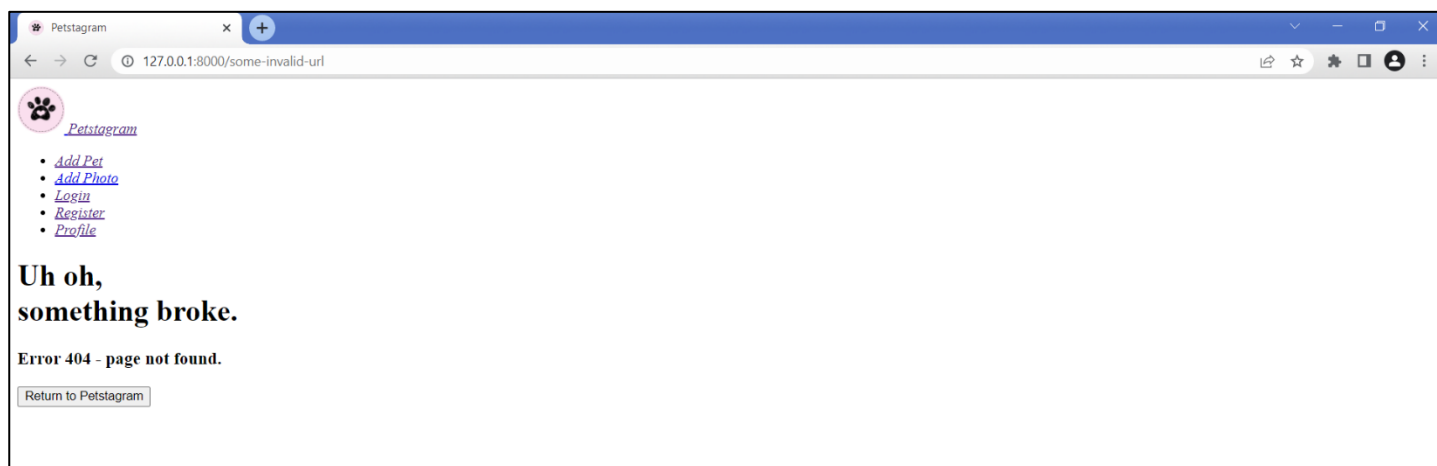 Petstagram
127.0.0.1:8000/some-invalid-url
Petstagram
Add Pet
Add Photo
Login
Register
Profile
Uh oh,
something broke.
Error 404 - page not found.
Return to Petstagram